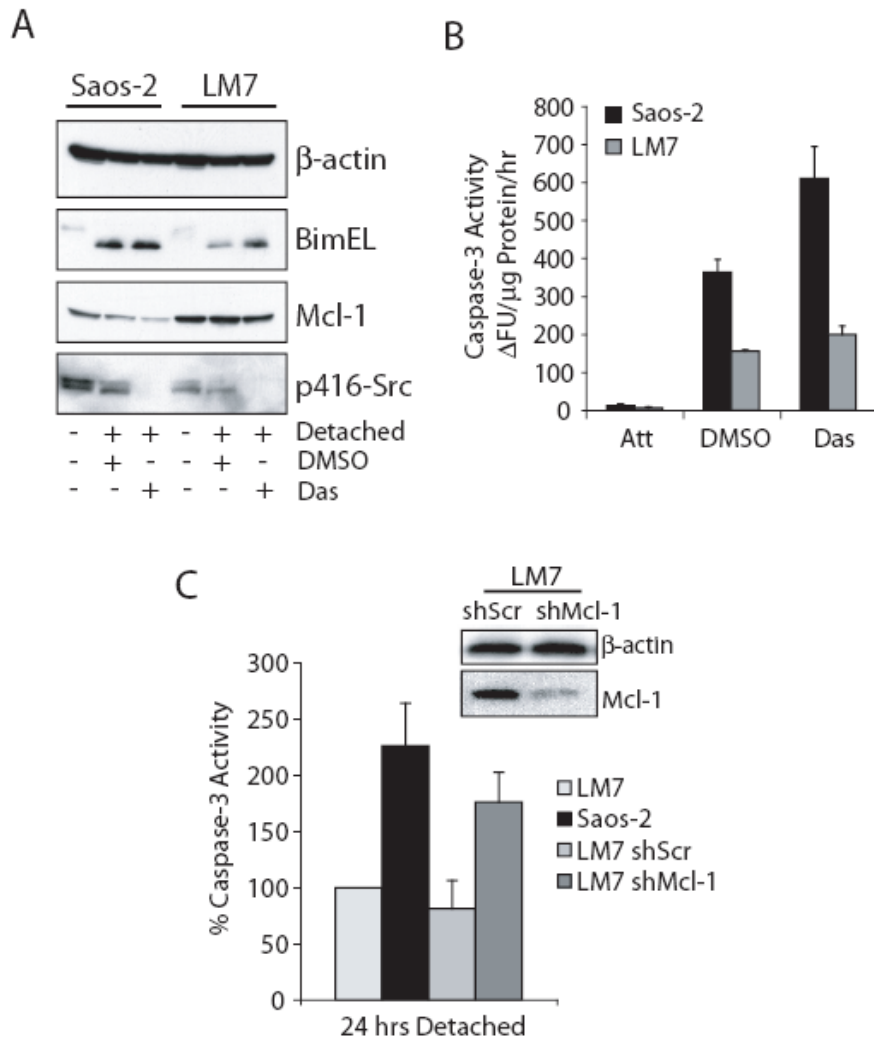 A
Saos-2 LM7
β-actin
BimEL
Mcl-1
p416-Src
- + + - + + Detached
- + - - + - DMSO
- - + - - + Das
B
800
700
600
500
400
300
200
100
0
Caspase-3 Activity
ΔFU/μg Protein/hr
Saos-2
LM7
Att DMSO Das
C
LM7
shScr shMcl-1
β-actin
Mcl-1
300
250
200
150
100
50
0
% Caspase-3 Activity
LM7
Saos-2
LM7 shScr
LM7 shMcl-1
24 hrs Detached